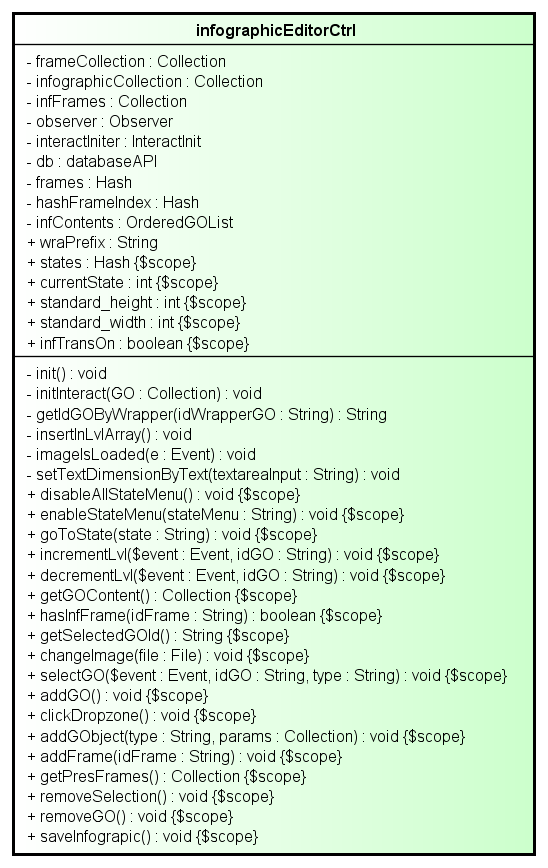 infographicEditorCtrl
- frameCollection : Collection
- infographicCollection : Collection
- infFrames : Collection
- observer : Observer
- interactIniter : InteractInit
- db : databaseAPI
- frames : Hash
- hashFrameIndex : Hash
- infContents : OrderedGOList
+ wraPrefix : String
+ states : Hash {$scope}
+ currentState : int {$scope}
+ standard_height : int {$scope}
+ standard_width : int {$scope}
+ infTransOn : boolean {$scope}
- init() : void
- initInteract(GO : Collection) : void
- getIdGOByWrapper(idWrapperGO : String) : String
- insertInLvlArray() : void
- imageIsLoaded(e : Event) : void
- setTextDimensionByText(textareaInput : String) : void
+ disableAllStateMenu() : void {$scope}
+ enableStateMenu(stateMenu : String) : void {$scope}
+ goToState(state : String) : void {$scope}
+ incrementLvl($event : Event, idGO : String) : void {$scope}
+ decrementLvl($event : Event, idGO : String) : void {$scope}
+ getGOContent() : Collection {$scope}
+ hasInfFrame(idFrame : String) : boolean {$scope}
+ getSelectedGOId() : String {$scope}
+ changeImage(file : File) : void {$scope}
+ selectGO($event : Event, idGO : String, type : String) : void {$scope}
+ addGO() : void {$scope}
+ clickDropzone() : void {$scope}
+ addGObject(type : String, params : Collection) : void {$scope}
+ addFrame(idFrame : String) : void {$scope}
+ getPresFrames() : Collection {$scope}
+ removeSelection() : void {$scope}
+ removeGO() : void {$scope}
+ saveInfograpic() : void {$scope}